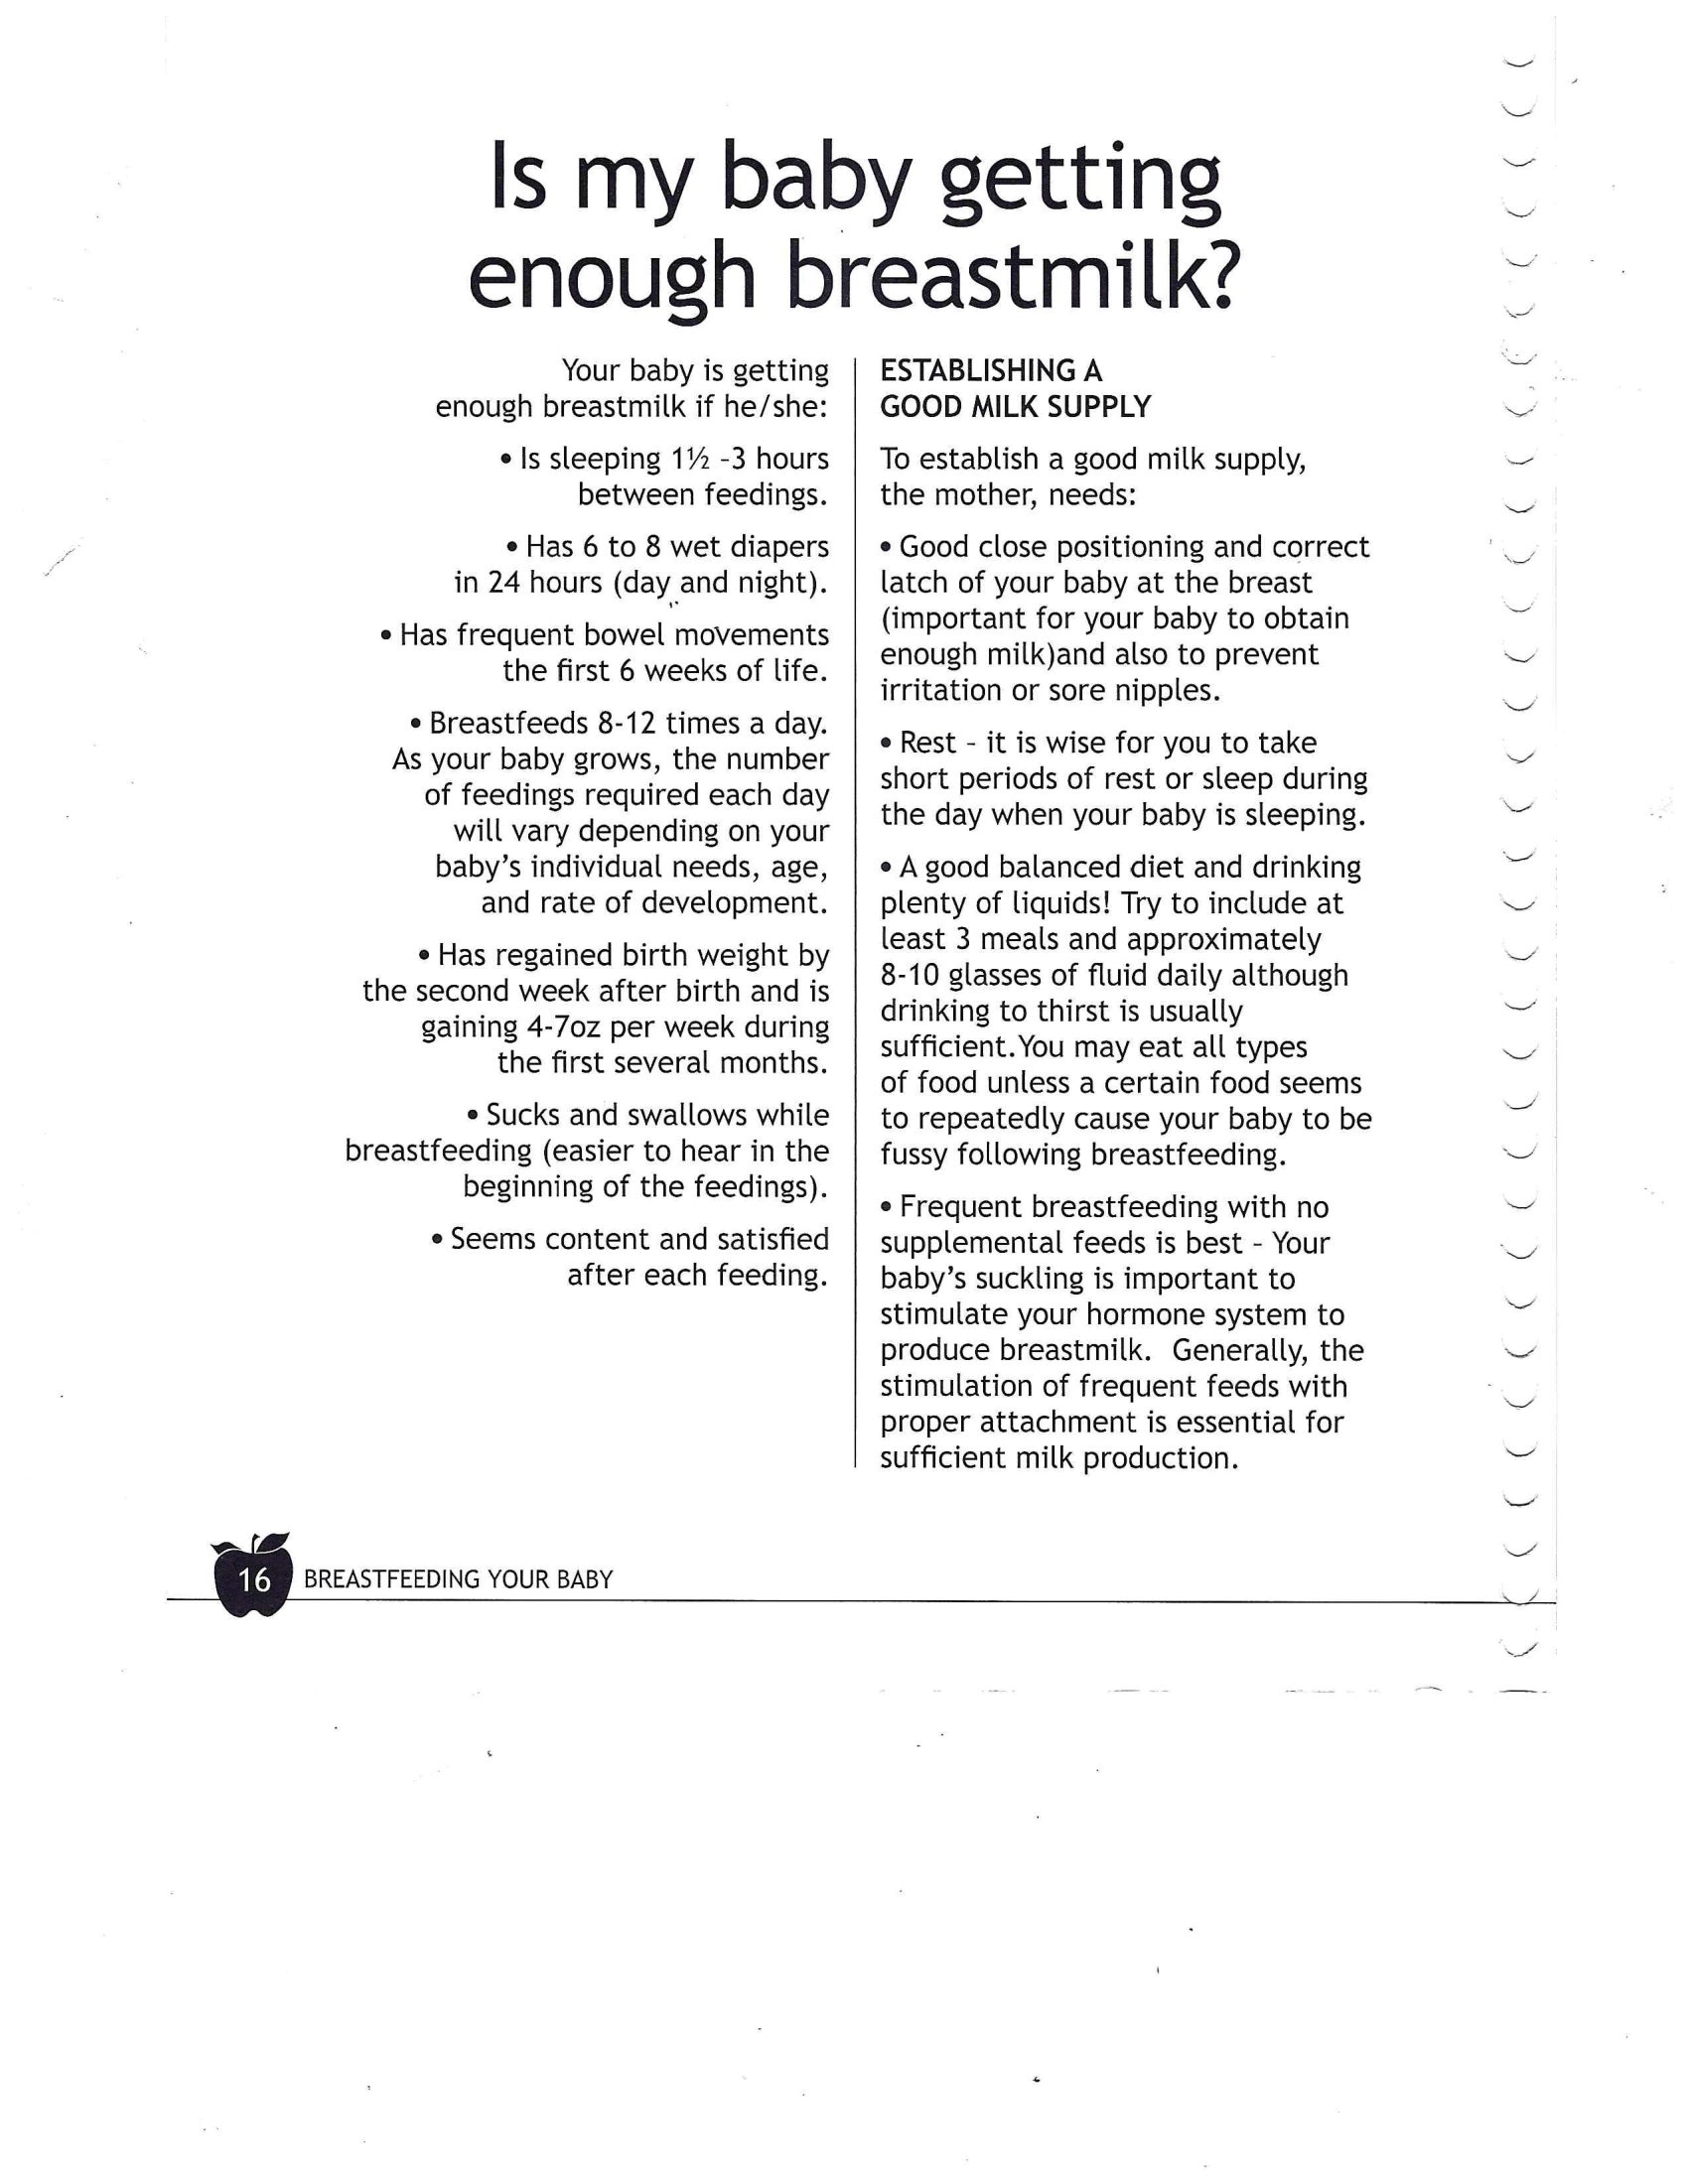 Is my baby getting
enough breastmilk?
Your baby is getting
enough breastmilk if he/she:
• Is sleeping 1½ -3 hours
between feedings.
• Has 6 to 8 wet diapers
in 24 hours (day and night).
• Has frequent bowel movements
the first 6 weeks of life.
• Breastfeeds 8-12 times a day.
As your baby grows, the number
of feedings required each day
will vary depending on your
baby's individual needs, age,
and rate of development.
• Has regained birth weight by
the second week after birth and is
gaining 4-7oz per week during
the first several months.
• Sucks and swallows while
breastfeeding (easier to hear in the
beginning of the feedings).
• Seems content and satisfied
after each feeding.
ESTABLISHING A
GOOD MILK SUPPLY
To establish a good milk supply,
the mother, needs:
• Good close positioning and correct
latch of your baby at the breast
(important for your baby to obtain
enough milk)and also to prevent
irritation or sore nipples.
• Rest - it is wise for you to take
short periods of rest or sleep during
the day when your baby is sleeping.
• A good balanced diet and drinking
plenty of liquids! Try to include at
least 3 meals and approximately
8-10 glasses of fluid daily although
drinking to thirst is usually
sufficient.You may eat all types
of food unless a certain food seems
to repeatedly cause your baby to be
fussy following breastfeeding.
• Frequent breastfeeding with no
supplemental feeds is best - Your
baby's suckling is important to
stimulate your hormone system to
produce breastmilk.  Generally, the
stimulation of frequent feeds with
proper attachment is essential for
sufficient milk production.
16 BREASTFEEDING YOUR BABY